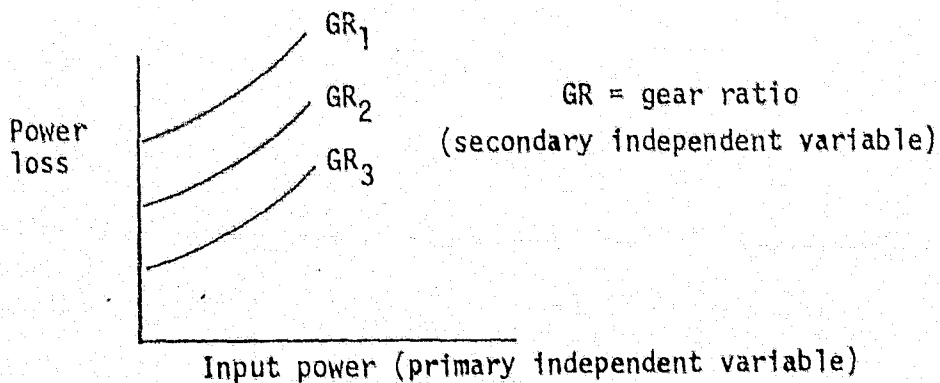 GR1
GR2
GR3
Power
loss
GR = gear ratio
(secondary independent variable)
Input power (primary independent variable)